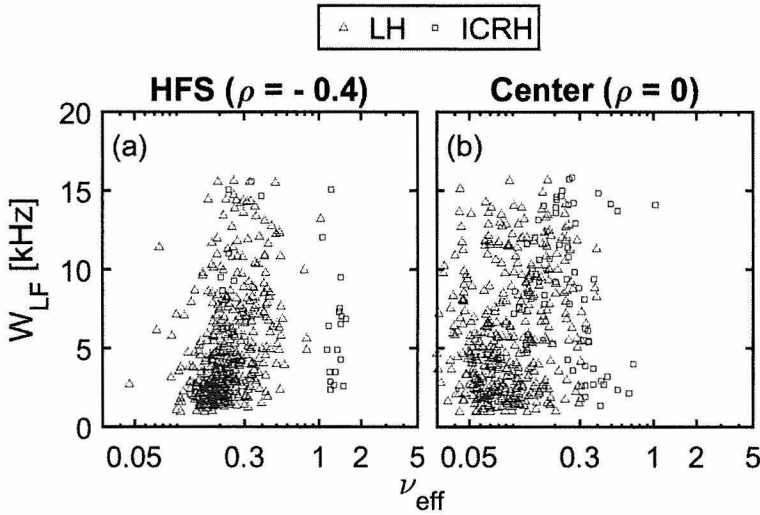 △ LH □ ICRH
HFS (ρ = - 0.4) Center (ρ = 0)
20
(a) (b)
15
10
5
0
W_LF [kHz]
0.05 0.3 1 2 5 0.05 0.3 1 2 5
ν_eff